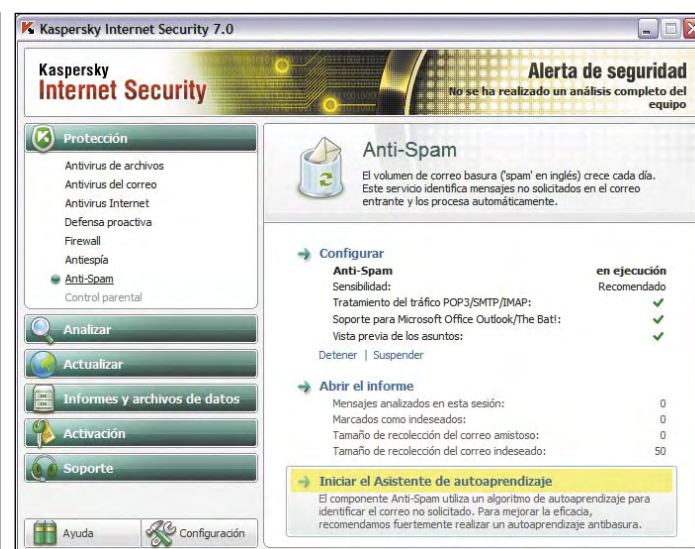 Kaspersky Internet Security 7.0
Kaspersky
Internet Security
Alerta de seguridad
No se ha realizado un análisis completo del
equipo
Protección
Antivirus de archivos
Antivirus del correo
Antivirus Internet
Defensa proactiva
Firewall
Antiespía
Anti-Spam
Control parental
Analizar
Actualizar
Informes y archivos de datos
Activación
Soporte
Ayuda
Configuración
Anti-Spam
El volumen de correo basura ('spam' en inglés) crece cada día.
Este servicio identifica mensajes no solicitados en el correo
entrante y los procesa automáticamente.
Configurar
Anti-Spam en ejecución
Sensibilidad: Recomendado
Tratamiento del tráfico POP3/SMTP/IMAP:
Soporte para Microsoft Office Outlook/The Bat!:
Vista previa de los asuntos:
Detener | Suspender
Abrir el informe
Mensajes analizados en esta sesión: 0
Marcados como indeseados: 0
Tamaño de recolección del correo amistoso: 0
Tamaño de recolección del correo indeseado: 50
Iniciar el Asistente de autoaprendizaje
El componente Anti-Spam utiliza un algoritmo de autoaprendizaje para
identificar el correo no solicitado. Para mejorar la eficacia,
recomendamos fuertemente realizar un autoaprendizaje antibasura.